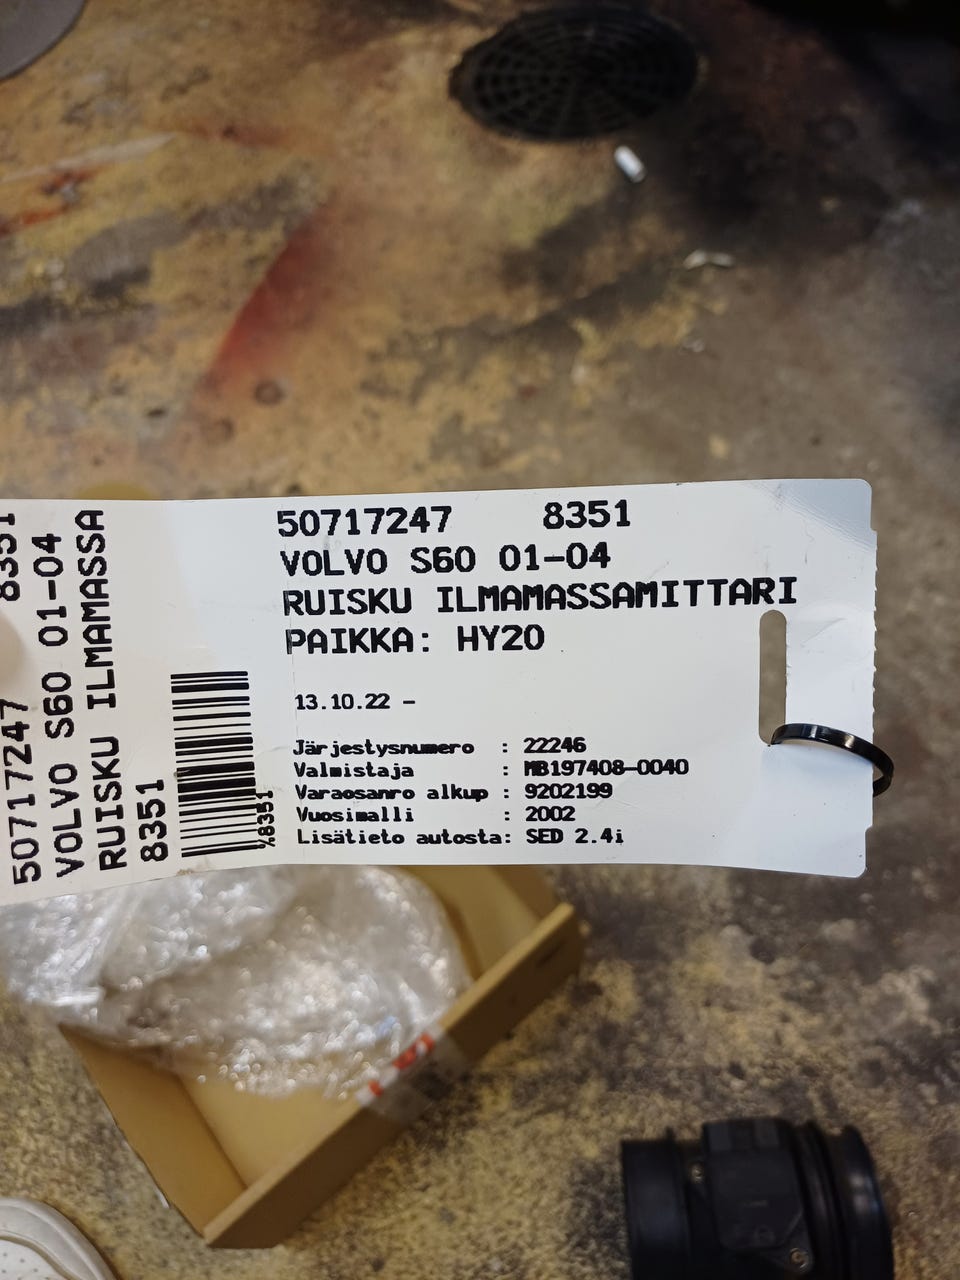 50717247 8351
VOLVO S60 01-04
RUISKU ILMAMASSAMITTARI
PAIKKA: HY20
13.10.22 -
Järjestysnumero : 22246
Valmistaja : MB197408-0040
Varaosanro alkup : 9202199
Vuosimalli : 2002
Lisätieto autosta: SED 2.4i
50717247 8351
VOLVO S60 01-04
RUISKU ILMAMASSA
8351